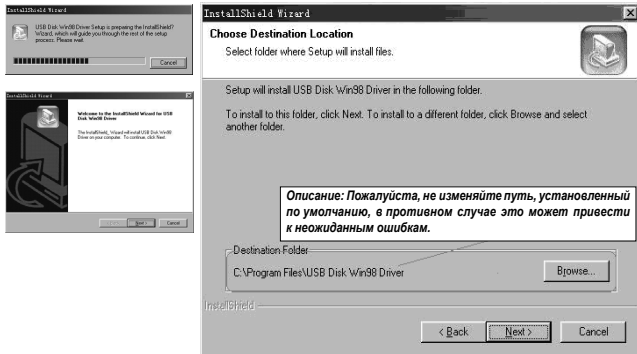 InstallShield Wizard
USB Disk Win98 Driver Setup is preparing the InstallShield?
Wizard, which will guide you through the rest of the setup
process. Please wait.
Cancel
InstallShield Wizard
Welcome to the InstallShield Wizard for USB
Disk Win98 Driver
The InstallShield, Wizard will install USB Disk Win98
Driver on your computer. To continue, click Next
Next >
Cancel
InstallShield Wizard
Choose Destination Location
Select folder where Setup will install files.
Setup will install USB Disk Win98 Driver in the following folder.
To install to this folder, click Next. To install to a different folder, click Browse and select
another folder.
Описание: Пожалуйста, не изменяйте путь, установленный
по умолчанию, в противном случае это может привести
к неожиданным ошибкам.
Destination Folder
C:\Program Files\USB Disk Win98 Driver
Browse...
InstallShield
< Back
Next >
Cancel